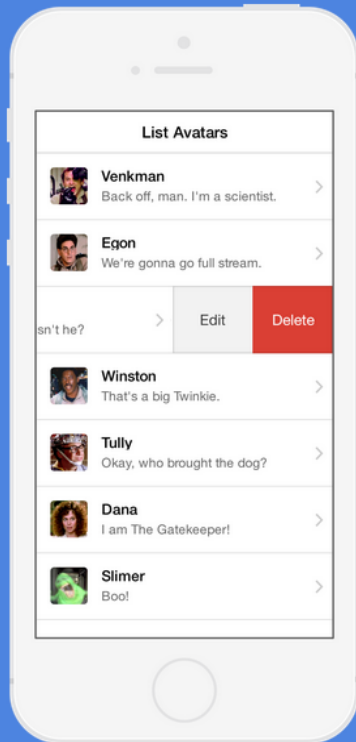 List Avatars
Venkman
Back off, man. I'm a scientist.
Egon
We're gonna go full stream.
sn't he?
Edit
Delete
Winston
That's a big Twinkie.
Tully
Okay, who brought the dog?
Dana
I am The Gatekeeper!
Slimer
Boo!